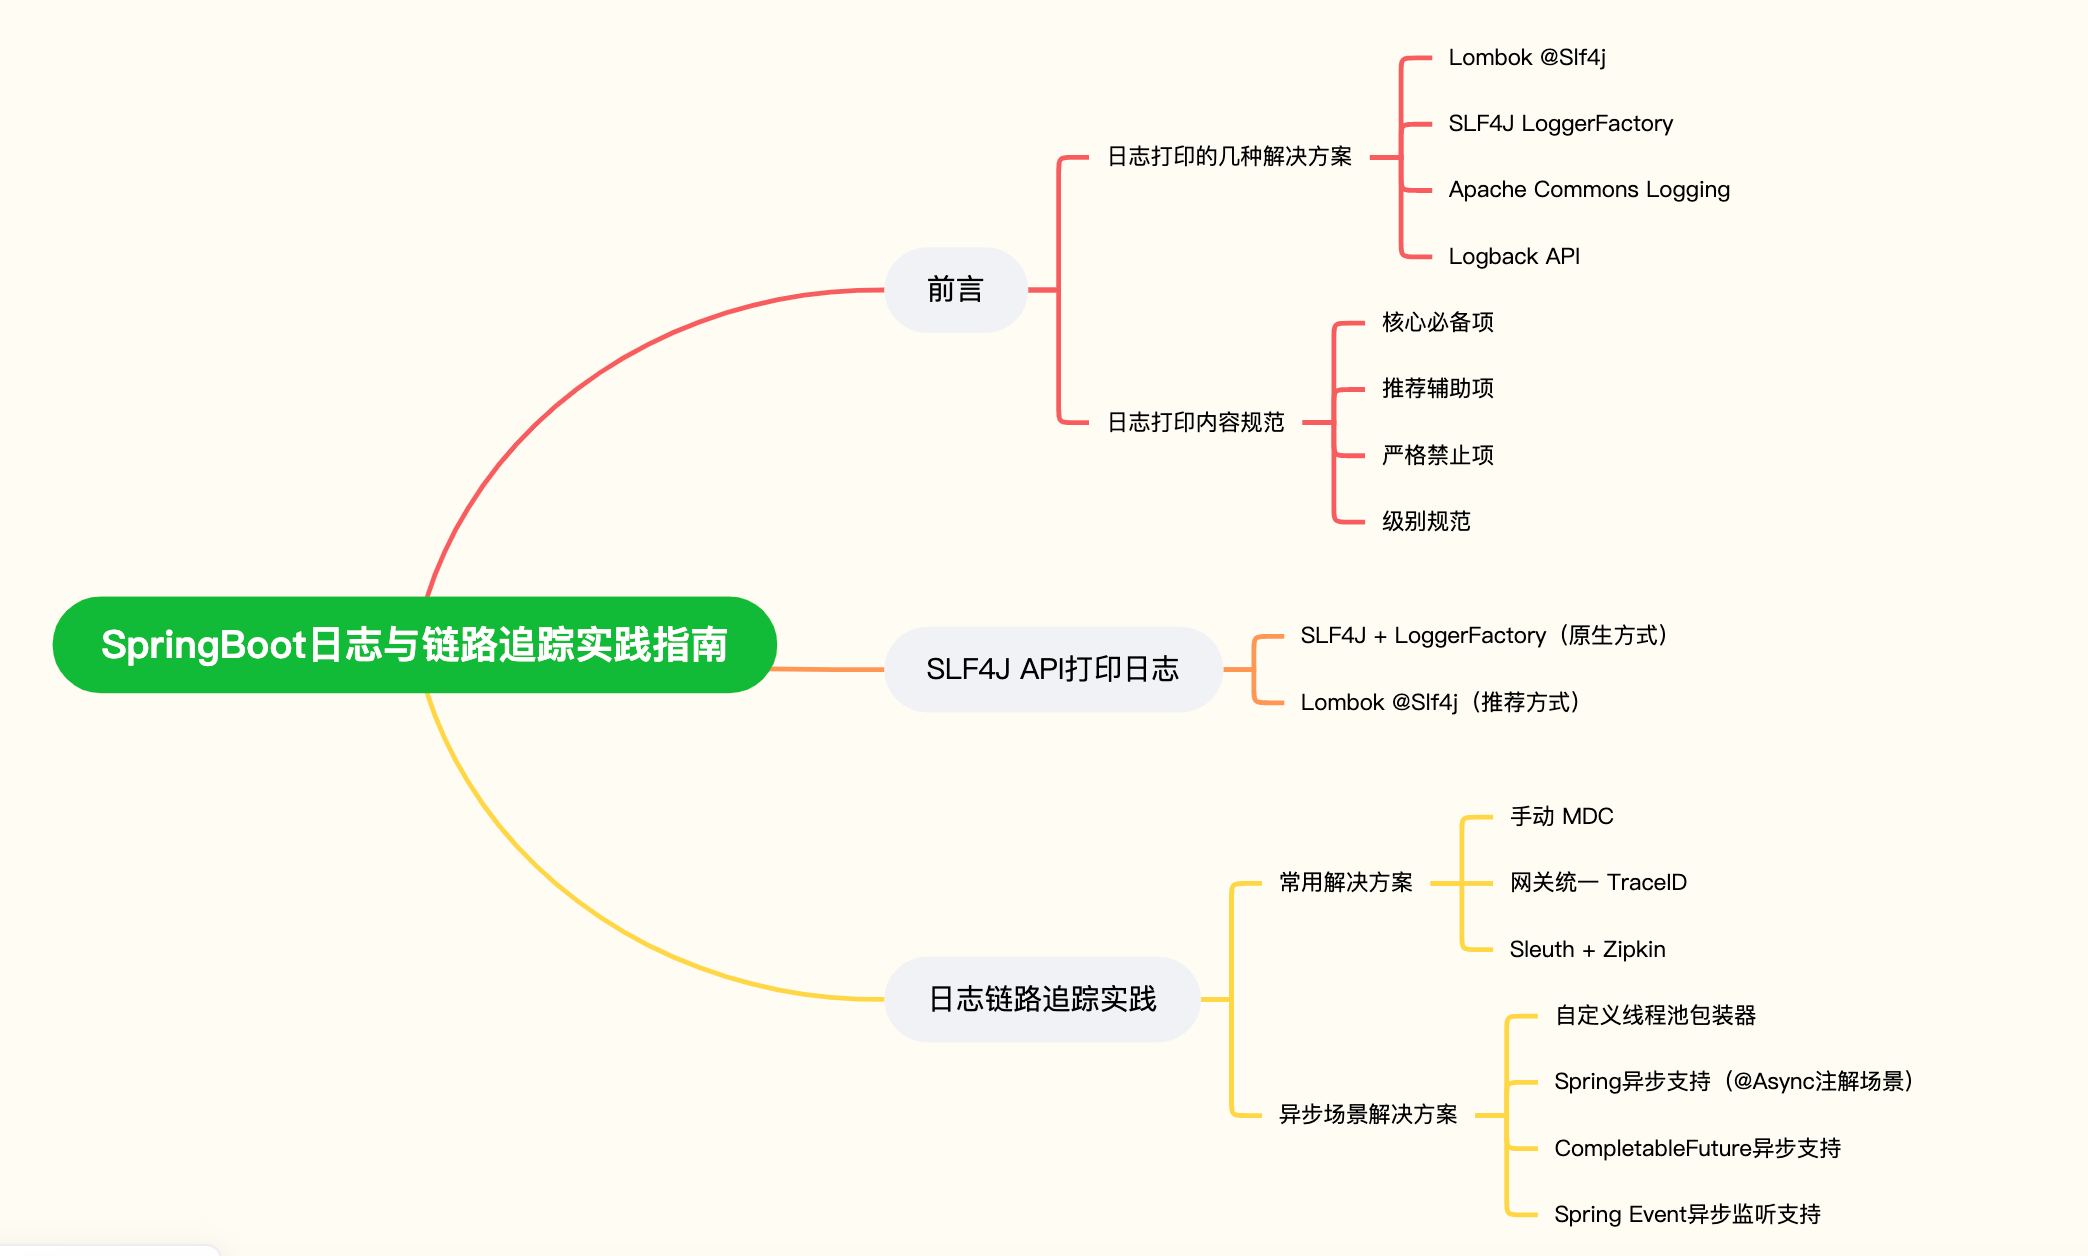 SpringBoot日志与链路追踪实践指南
前言
日志打印的几种解决方案
Lombok @Slf4j
SLF4J LoggerFactory
Apache Commons Logging
Logback API
日志打印内容规范
核心必备项
推荐辅助项
严格禁止项
级别规范
SLF4J API打印日志
SLF4J + LoggerFactory（原生方式）
Lombok @Slf4j（推荐方式）
日志链路追踪实践
常用解决方案
手动 MDC
网关统一 TraceID
Sleuth + Zipkin
异步场景解决方案
自定义线程池包装器
Spring异步支持（@Async注解场景）
CompletableFuture异步支持
Spring Event异步监听支持